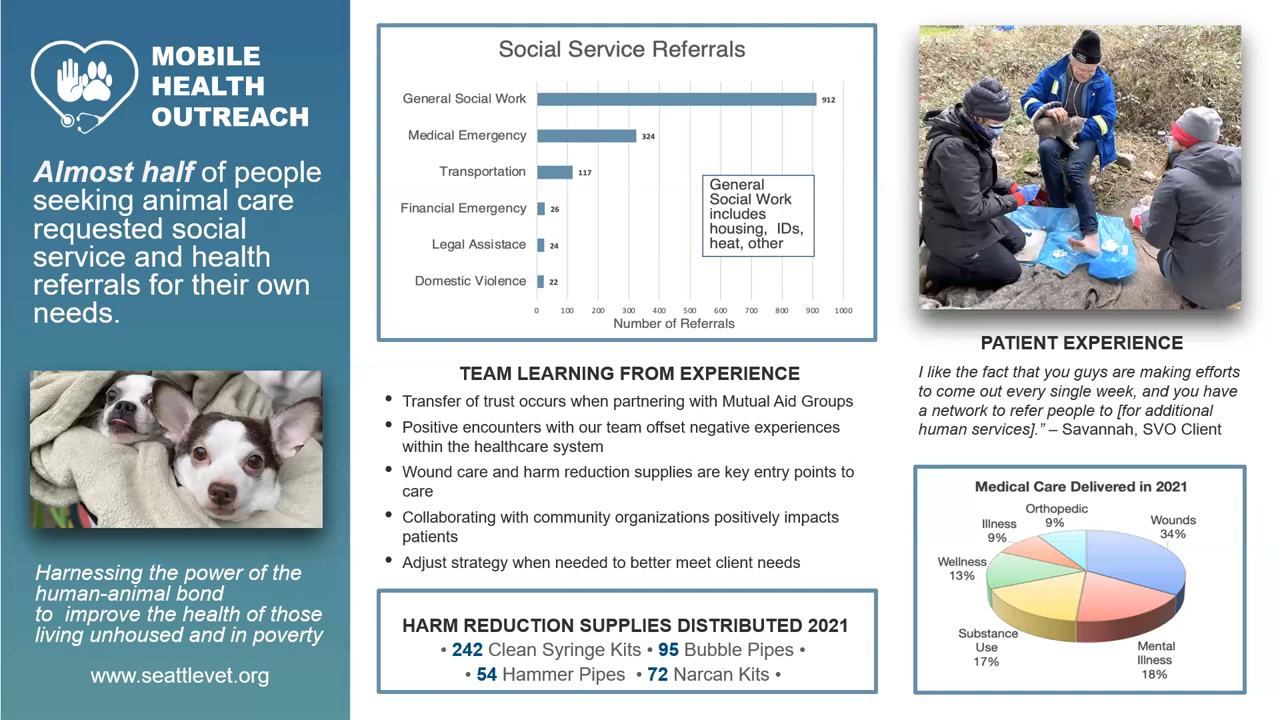 MOBILE
HEALTH
OUTREACH
Almost half of people
seeking animal care
requested social
service and health
referrals for their own
needs.
Harnessing the power of the
human-animal bond
to improve the health of those
living unhoused and in poverty
www.seattlevet.org
Social Service Referrals
General Social Work 912
Medical Emergency 324
Transportation 117
Financial Emergency 26
Legal Assistace 24
Domestic Violence 22
General
Social Work
includes
housing, IDs,
heat, other
0 100 200 300 400 500 600 700 800 900 1000
Number of Referrals
TEAM LEARNING FROM EXPERIENCE
• Transfer of trust occurs when partnering with Mutual Aid Groups
• Positive encounters with our team offset negative experiences
within the healthcare system
• Wound care and harm reduction supplies are key entry points to
care
• Collaborating with community organizations positively impacts
patients
• Adjust strategy when needed to better meet client needs
HARM REDUCTION SUPPLIES DISTRIBUTED 2021
• 242 Clean Syringe Kits • 95 Bubble Pipes •
• 54 Hammer Pipes • 72 Narcan Kits •
PATIENT EXPERIENCE
I like the fact that you guys are making efforts
to come out every single week, and you have
a network to refer people to [for additional
human services].” – Savannah, SVO Client
Medical Care Delivered in 2021
Orthopedic
9%
Wounds
34%
Illness
9%
Wellness
13%
Substance
Use
17%
Mental
Illness
18%